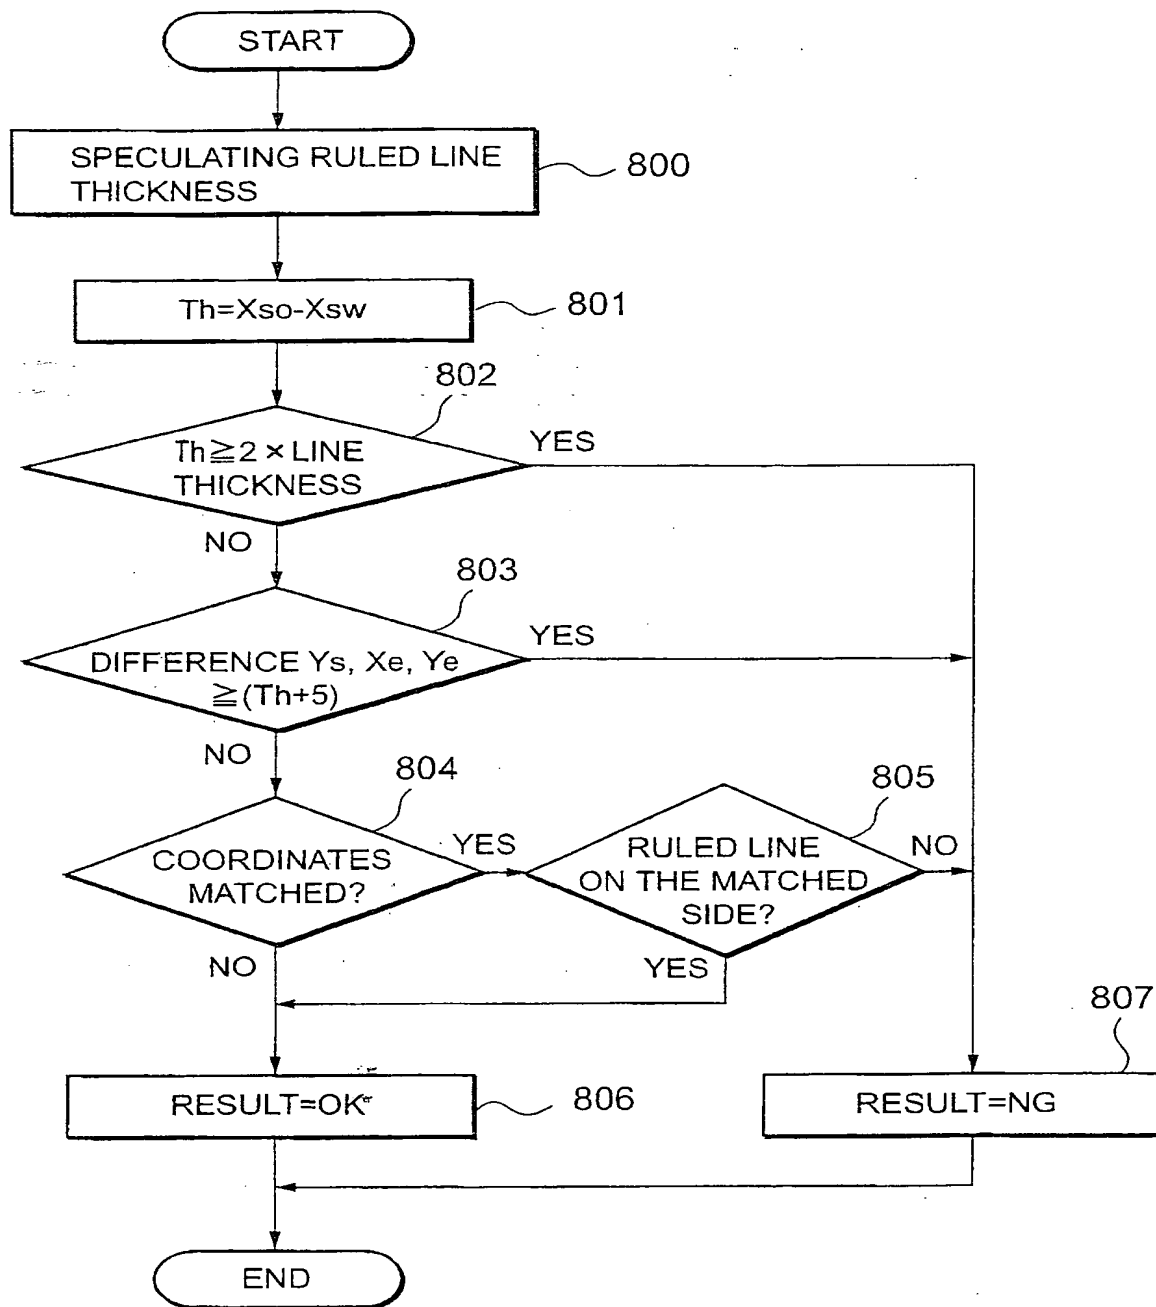 START
SPECULATING RULED LINE
THICKNESS
800
Th=Xso-Xsw
801
802
Th≧2×LINE
THICKNESS
YES
NO
803
DIFFERENCE Ys, Xe, Ye
≧(Th+5)
YES
NO
804
COORDINATES
MATCHED?
YES
NO
805
RULED LINE
ON THE MATCHED
SIDE?
NO
YES
RESULT=OK
806
807
RESULT=NG
END